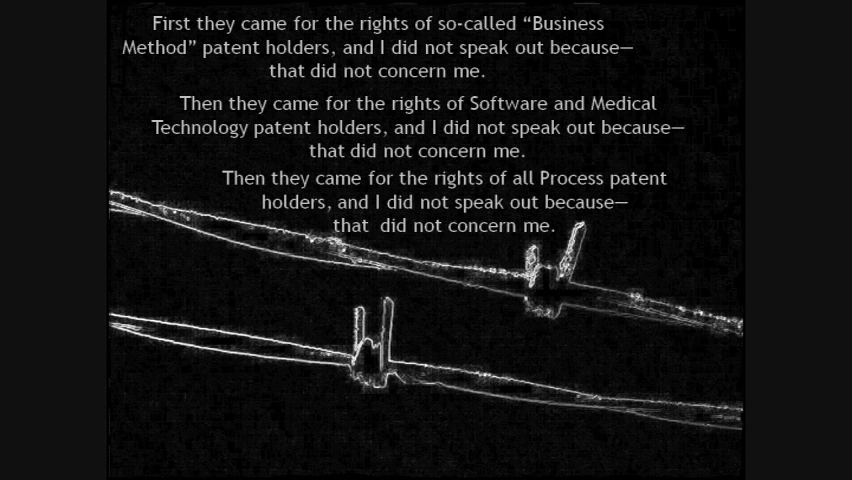 First they came for the rights of so-called “Business
Method” patent holders, and I did not speak out because—
that did not concern me.
Then they came for the rights of Software and Medical
Technology patent holders, and I did not speak out because—
that did not concern me.
Then they came for the rights of all Process patent
holders, and I did not speak out because—
that did not concern me.